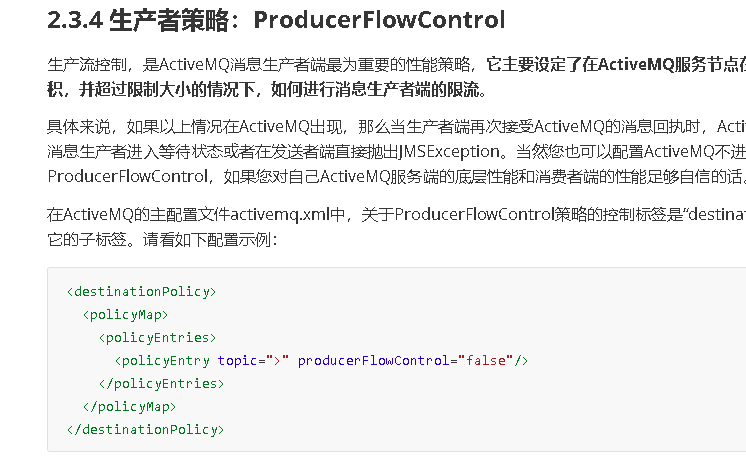 2.3.4 生产者策略：ProducerFlowControl
生产流控制，是ActiveMQ消息生产者端最为重要的性能策略，它主要设定了在ActiveMQ服务节点在
积，并超过限制大小的情况下，如何进行消息生产者端的限流。
具体来说，如果以上情况在ActiveMQ出现，那么当生产者端再次接受ActiveMQ的消息回执时，Acti
消息生产者进入等待状态或者在发送者端直接抛出JMSException。当然您也可以配置ActiveMQ不进
ProducerFlowControl，如果您对自己ActiveMQ服务端的底层性能和消费者端的性能足够自信的话。
在ActiveMQ的主配置文件activemq.xml中，关于ProducerFlowControl策略的控制标签是“destinat
它的子标签。请看如下配置示例：
<destinationPolicy>
  <policyMap>
    <policyEntries>
      <policyEntry topic=">" producerFlowControl="false"/>
    </policyEntries>
  </policyMap>
</destinationPolicy>